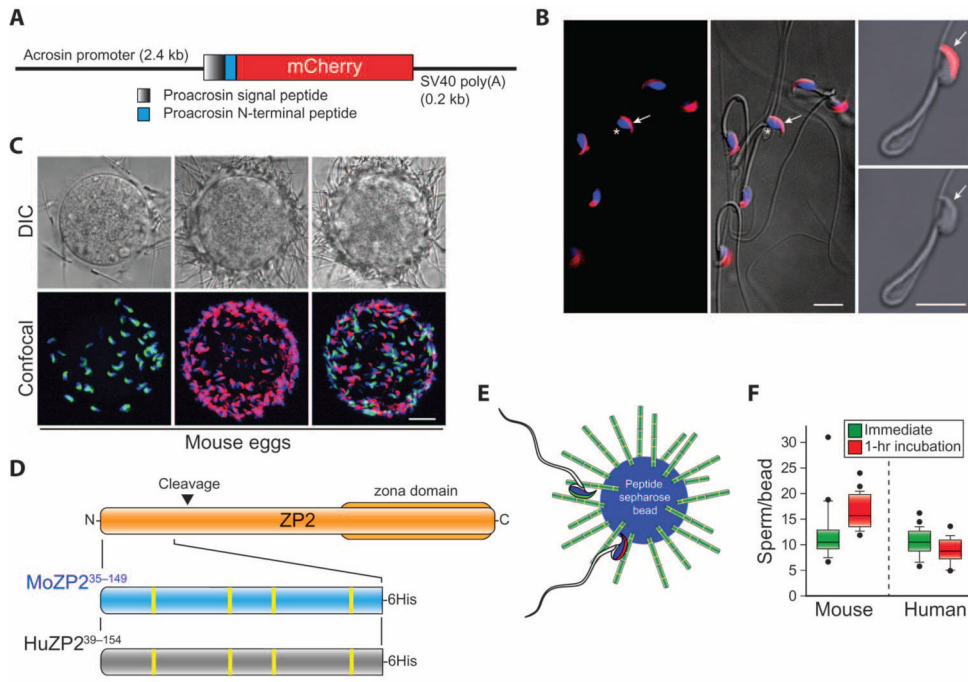 A
Acrosin promoter (2.4 kb)
mCherry
SV40 poly(A)
(0.2 kb)
Proacrosin signal peptide
Proacrosin N-terminal peptide
B
*
*
C
DIC
Confocal
Mouse eggs
D
Cleavage
zona domain
N
ZP2
C
MoZP2³⁵⁻¹⁴⁹
-6His
HuZP2³⁹⁻¹⁵⁴
-6His
E
Peptide
sepharose
bead
F
Immediate
1-hr incubation
Sperm/bead
30
25
20
15
10
5
0
Mouse
Human